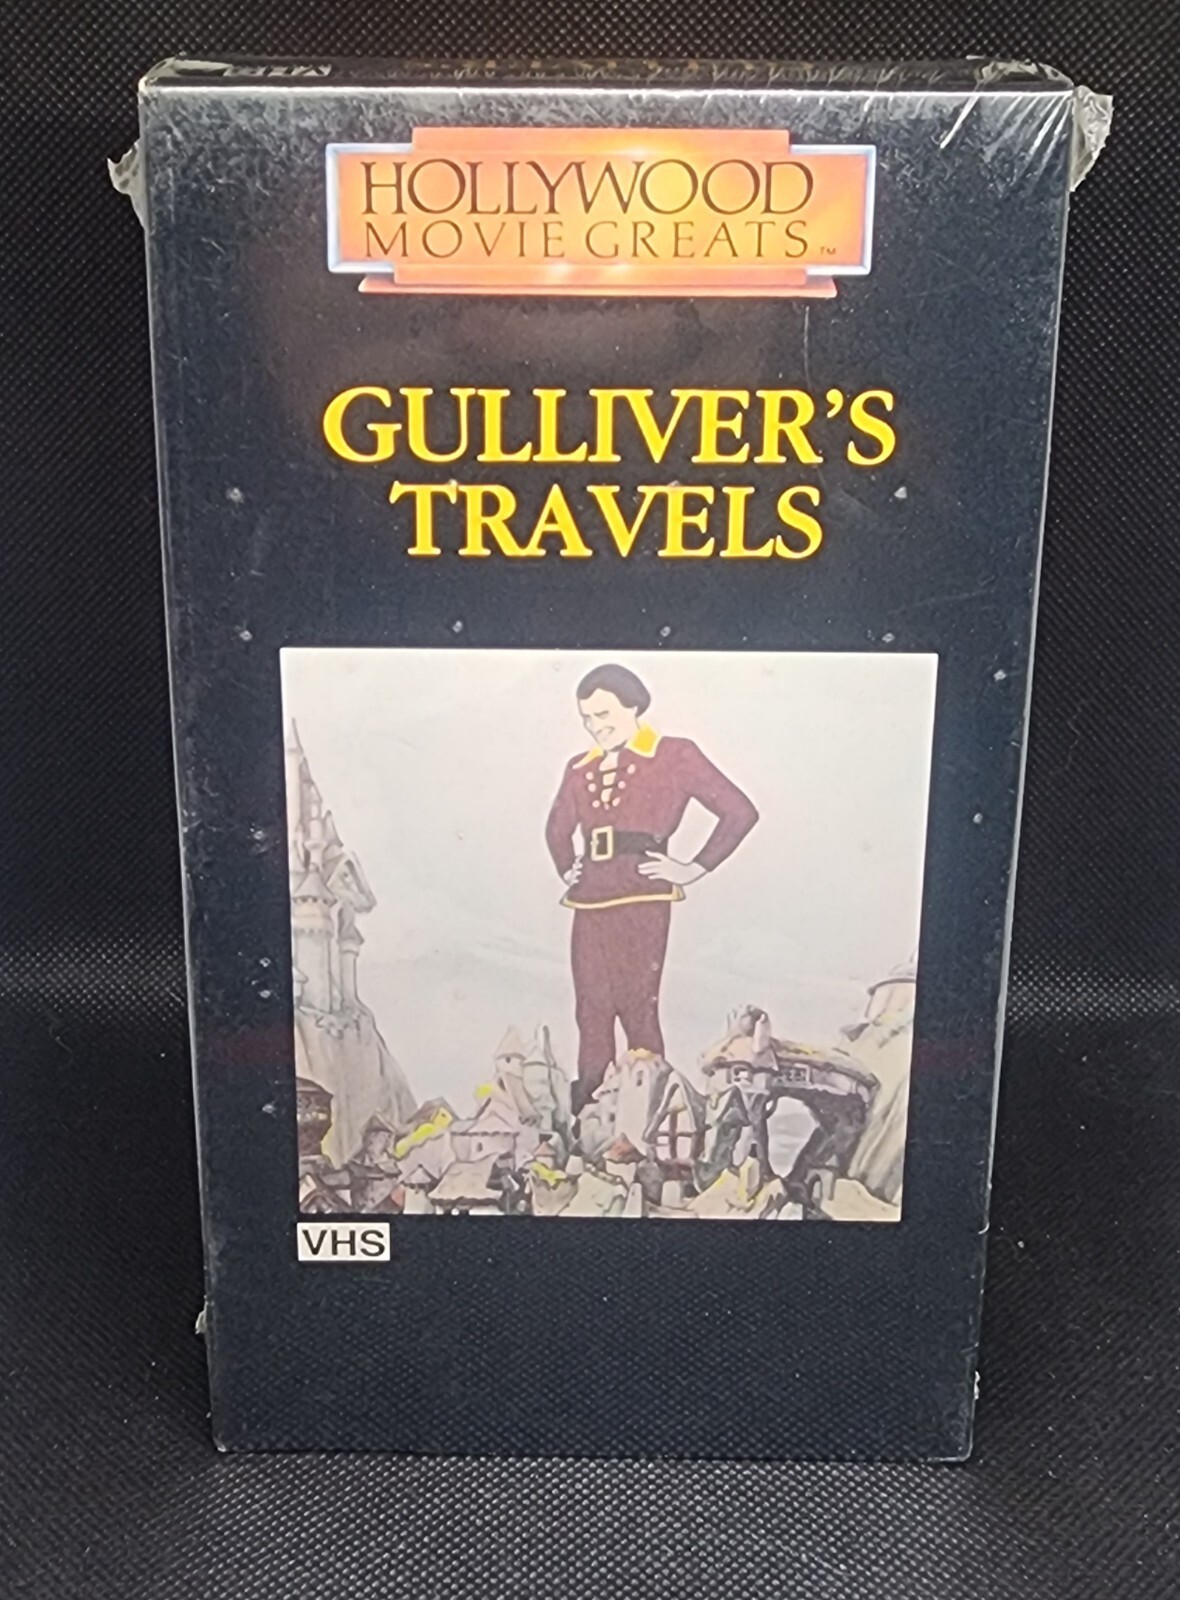 HOLLYWOOD
MOVIE GREATS™
GULLIVER'S
TRAVELS
VHS